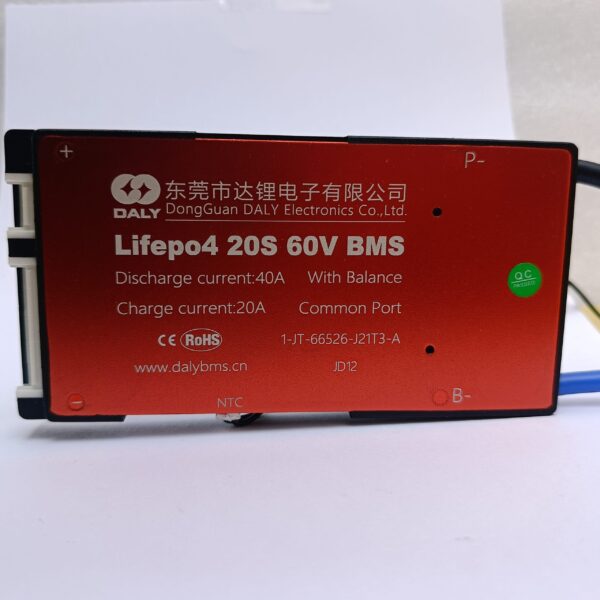 +
P-
DALY
东莞市达锂电子有限公司
DongGuan DALY Electronics Co.,Ltd.
Lifepo4 20S 60V BMS
Discharge current:40A With Balance
Charge current:20A Common Port
QC
CE RoHS 1-JT-66526-J21T3-A
www.dalybms.cn JD12
-
NTC
B-